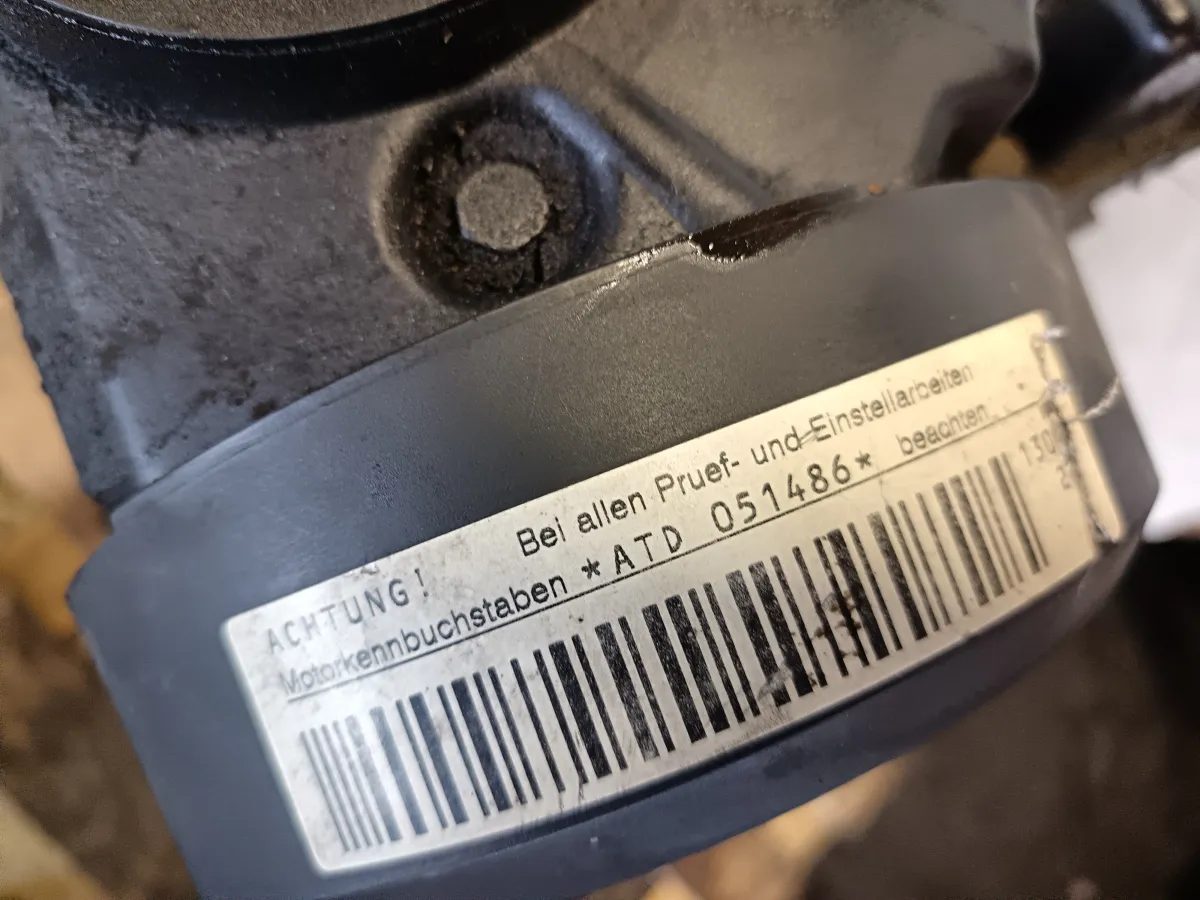 ACHTUNG! Bei allen Pruef- und Einstellarbeiten
Motorkennbuchstaben *ATD 051486* beachten.